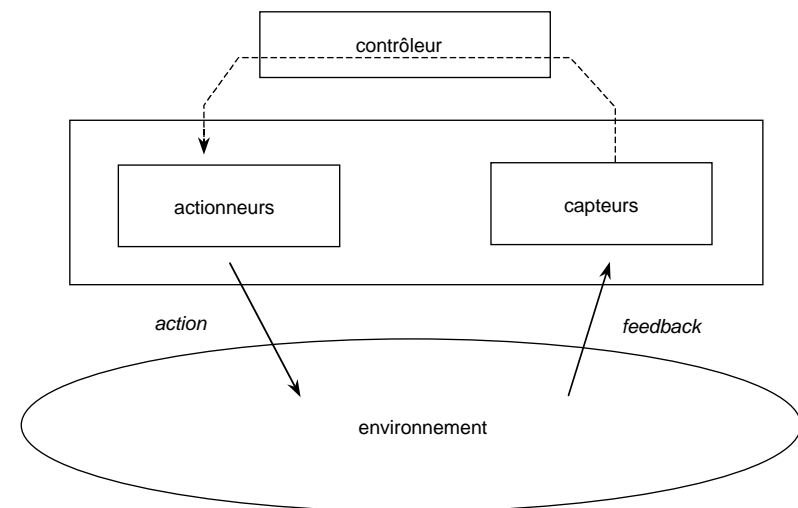 contrôleur
actionneurs
capteurs
action
feedback
environnement